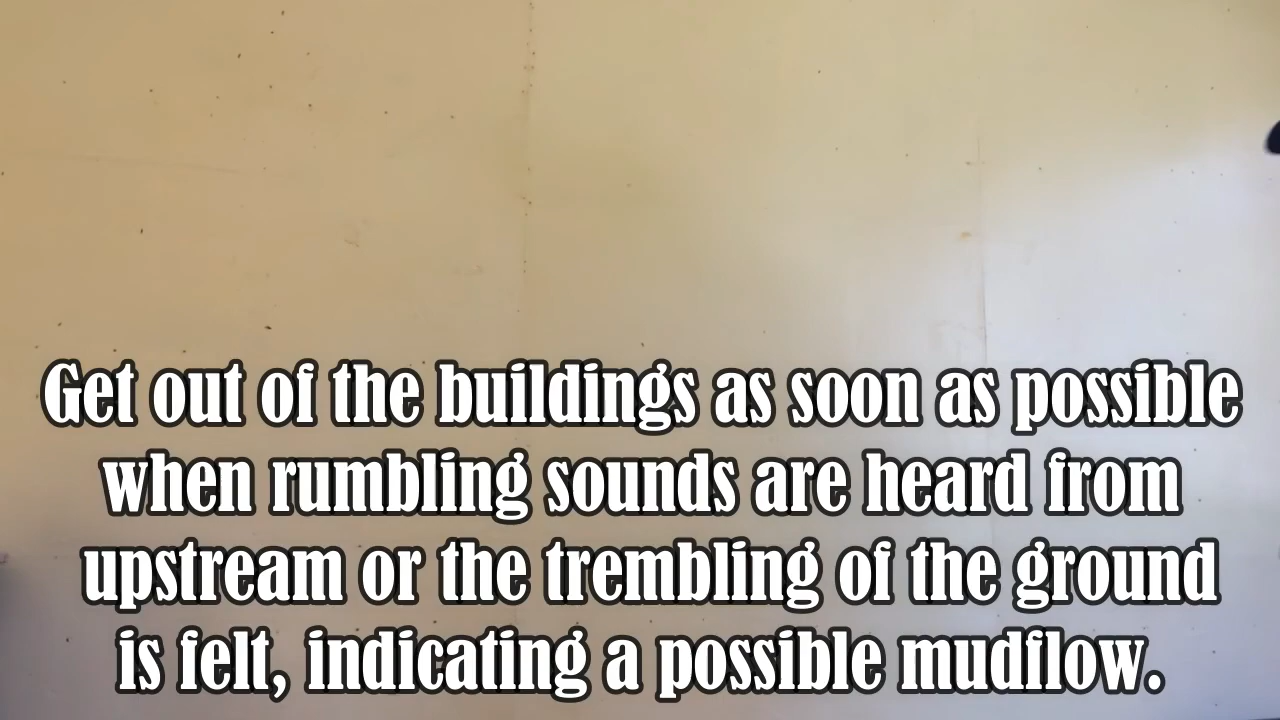 Get out of the buildings as soon as possible
when rumbling sounds are heard from
upstream or the trembling of the ground
is felt, indicating a possible mudflow.